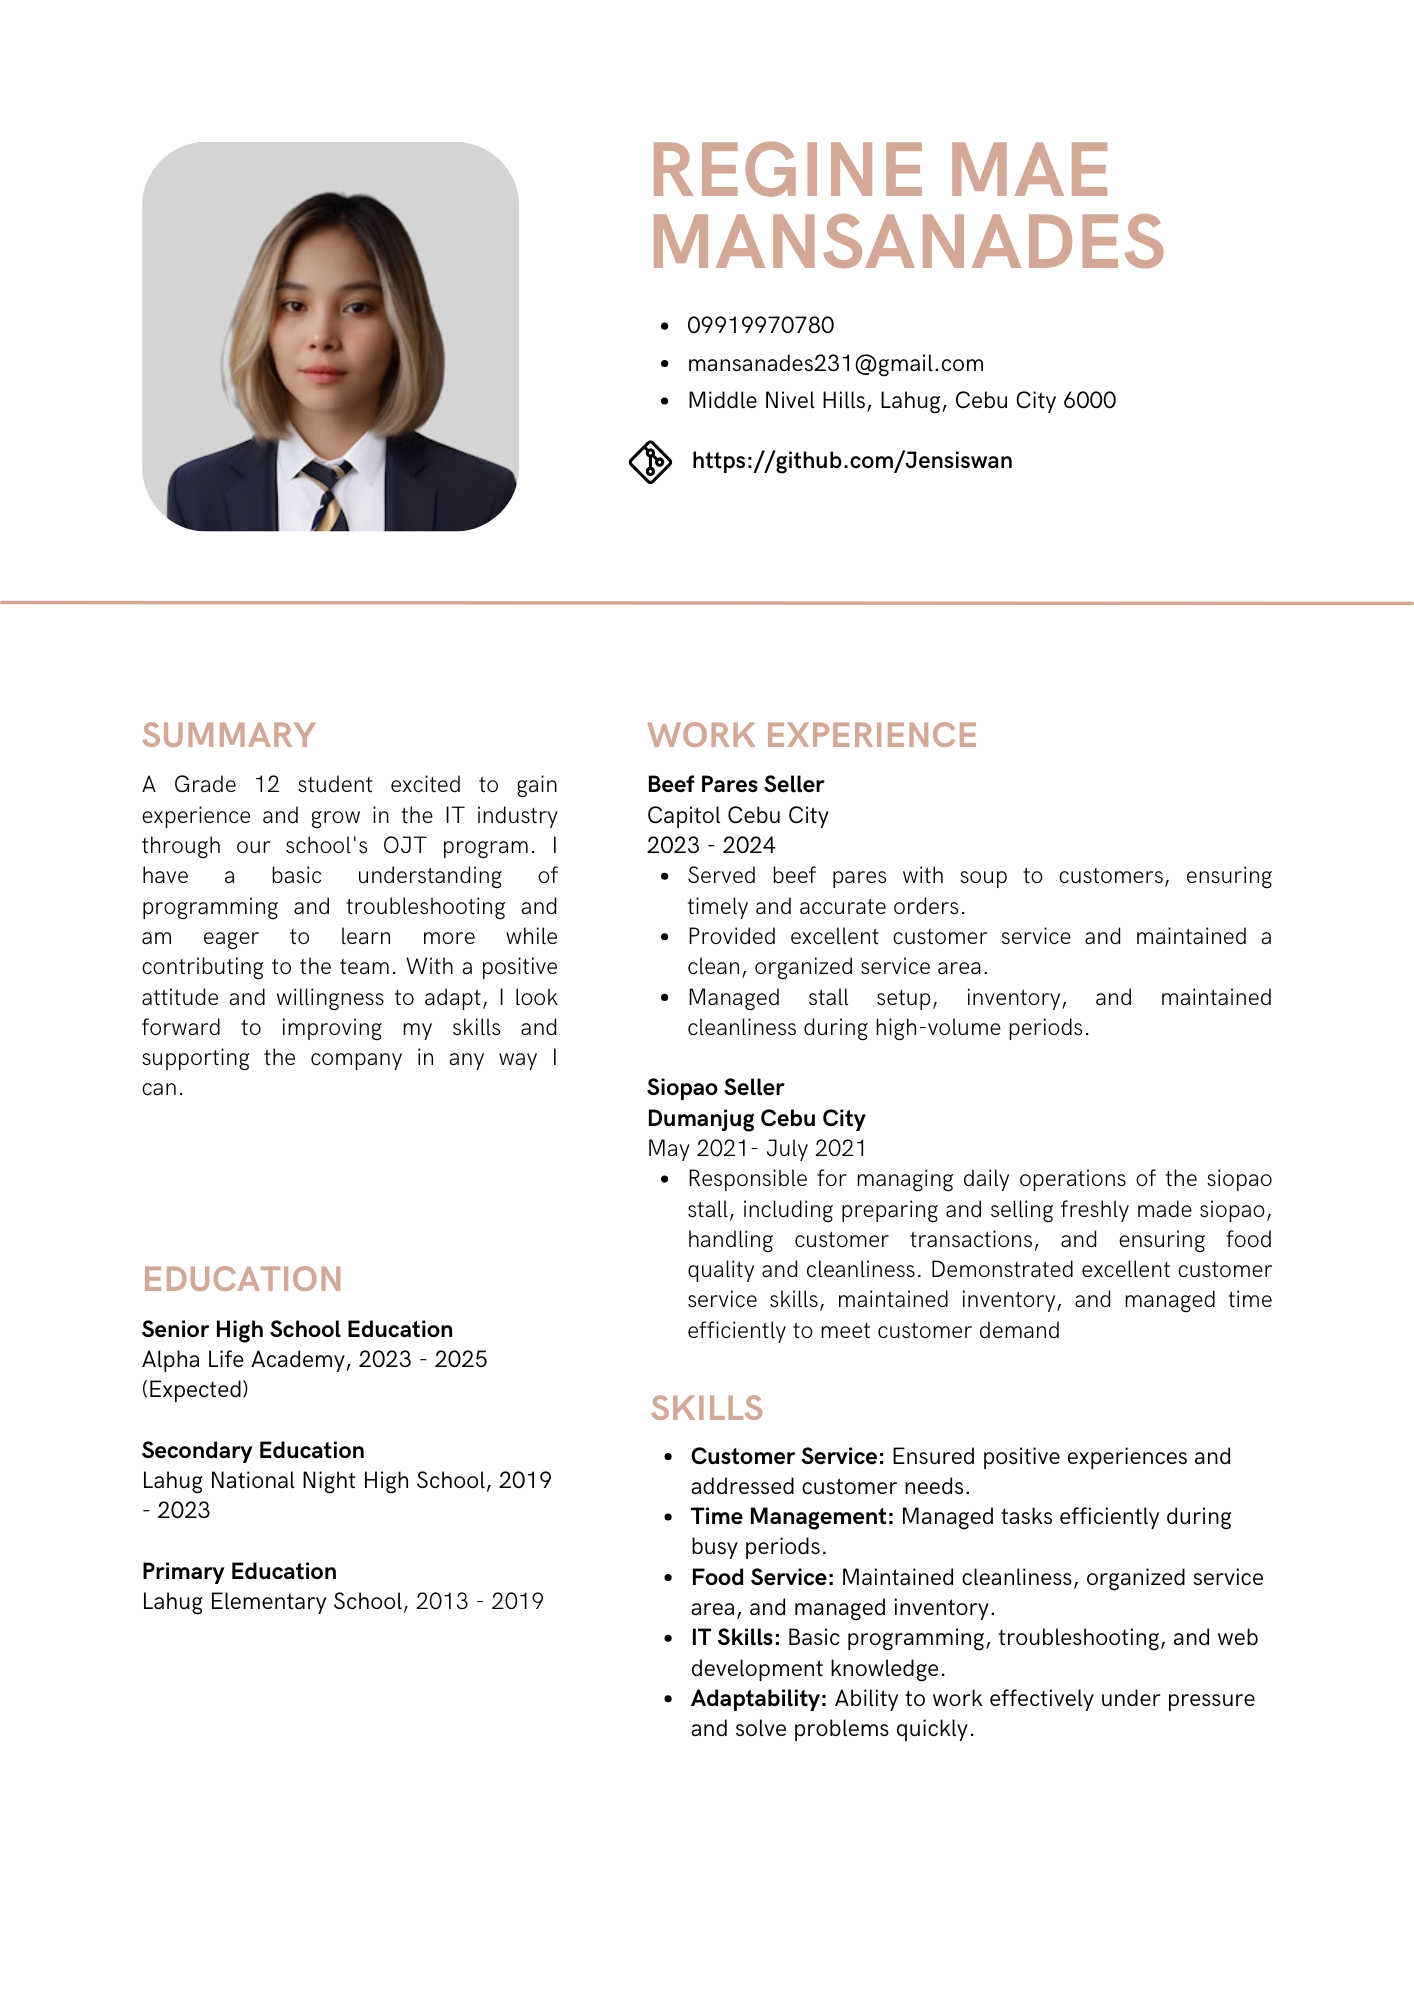 REGINE MAE
MANSANADES
• 09919970780
• mansanades231@gmail.com
• Middle Nivel Hills, Lahug, Cebu City 6000
https://github.com/Jensiswan
SUMMARY
A Grade 12 student excited to gain
experience and grow in the IT industry
through our school's OJT program. I
have a basic understanding of
programming and troubleshooting and
am eager to learn more while
contributing to the team. With a positive
attitude and willingness to adapt, I look
forward to improving my skills and
supporting the company in any way I
can.
EDUCATION
Senior High School Education
Alpha Life Academy, 2023 - 2025
(Expected)
Secondary Education
Lahug National Night High School, 2019
- 2023
Primary Education
Lahug Elementary School, 2013 - 2019
WORK EXPERIENCE
Beef Pares Seller
Capitol Cebu City
2023 - 2024
• Served beef pares with soup to customers, ensuring
timely and accurate orders.
• Provided excellent customer service and maintained a
clean, organized service area.
• Managed stall setup, inventory, and maintained
cleanliness during high-volume periods.
Siopao Seller
Dumanjug Cebu City
May 2021- July 2021
• Responsible for managing daily operations of the siopao
stall, including preparing and selling freshly made siopao,
handling customer transactions, and ensuring food
quality and cleanliness. Demonstrated excellent customer
service skills, maintained inventory, and managed time
efficiently to meet customer demand
SKILLS
• Customer Service: Ensured positive experiences and
addressed customer needs.
• Time Management: Managed tasks efficiently during
busy periods.
• Food Service: Maintained cleanliness, organized service
area, and managed inventory.
• IT Skills: Basic programming, troubleshooting, and web
development knowledge.
• Adaptability: Ability to work effectively under pressure
and solve problems quickly.